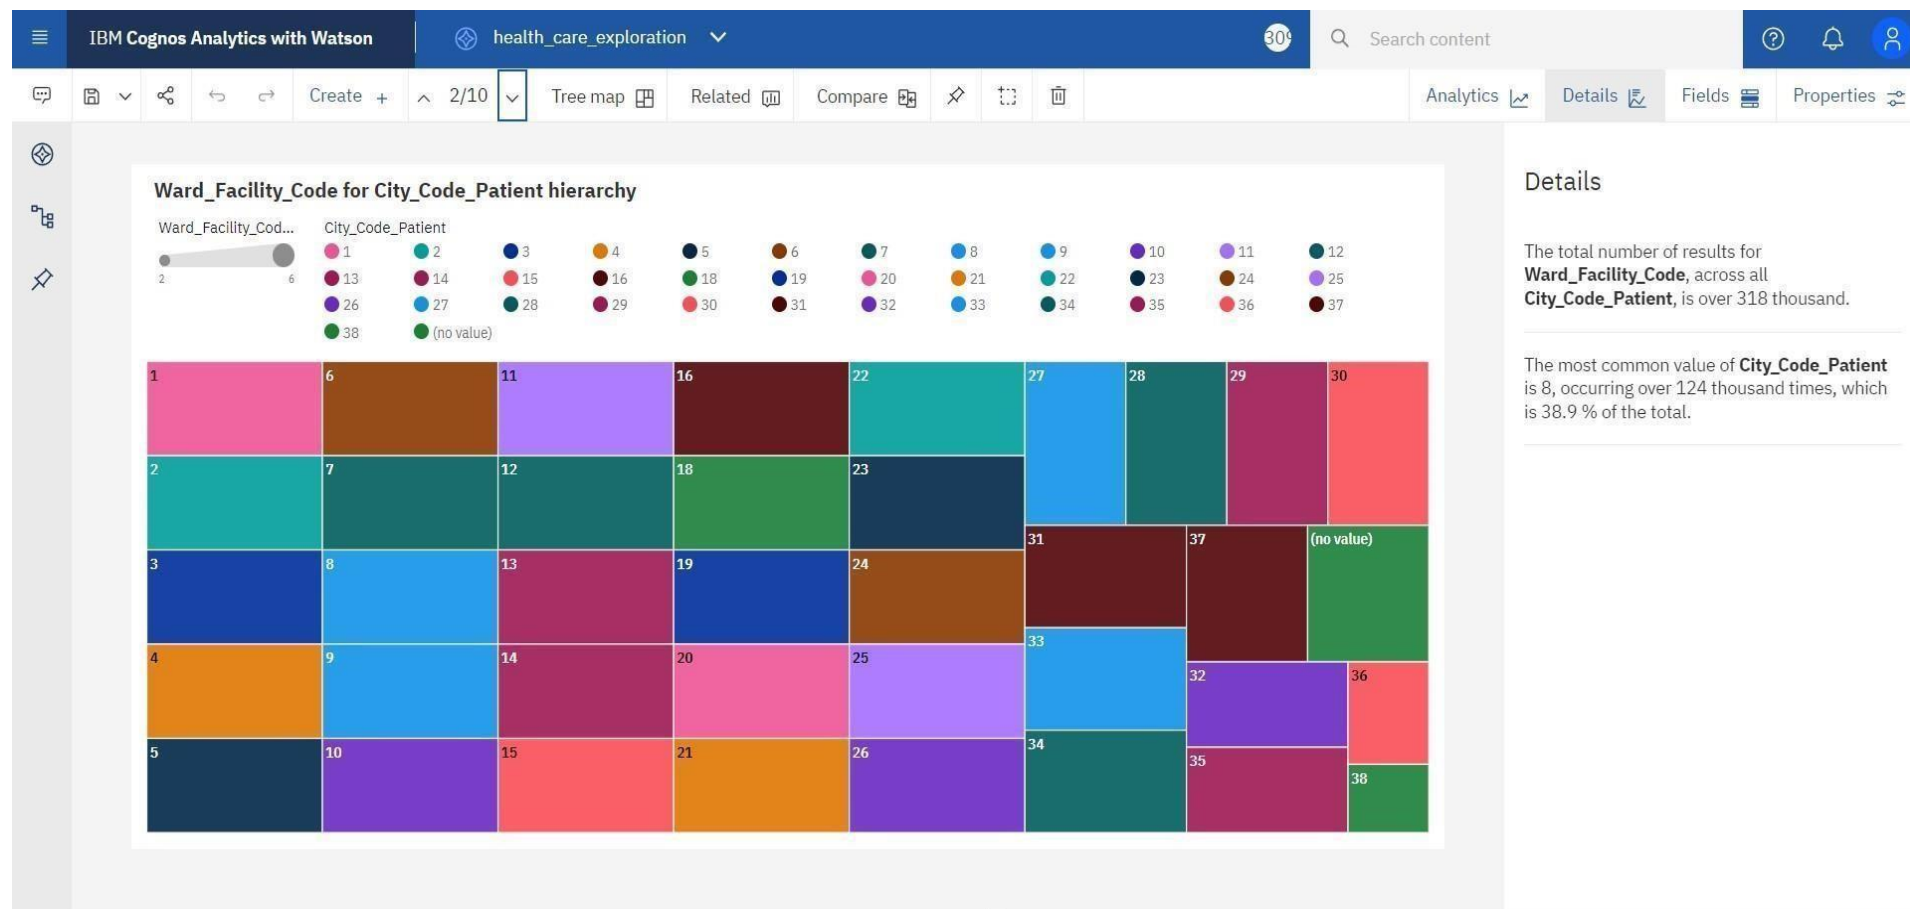 IBM Cognos Analytics with Watson
health_care_exploration
Search content
Create +
2/10
Tree map
Related
Compare
Analytics
Details
Fields
Properties
Ward_Facility_Code for City_Code_Patient hierarchy
Ward_Facility_Cod...
2 6
City_Code_Patient
1 2 3 4 5 6 7 8 9 10 11 12
13 14 15 16 18 19 20 21 22 23 24 25
26 27 28 29 30 31 32 33 34 35 36 37
38 (no value)
1 6 11 16 22 27 28 29 30
2 7 12 18 23
31 37 (no value)
3 8 13 19 24
33
4 9 14 20 25
32 36
34
5 10 15 21 26
35
38
Details
The total number of results for
Ward_Facility_Code, across all
City_Code_Patient, is over 318 thousand.
The most common value of City_Code_Patient
is 8, occurring over 124 thousand times, which
is 38.9 % of the total.